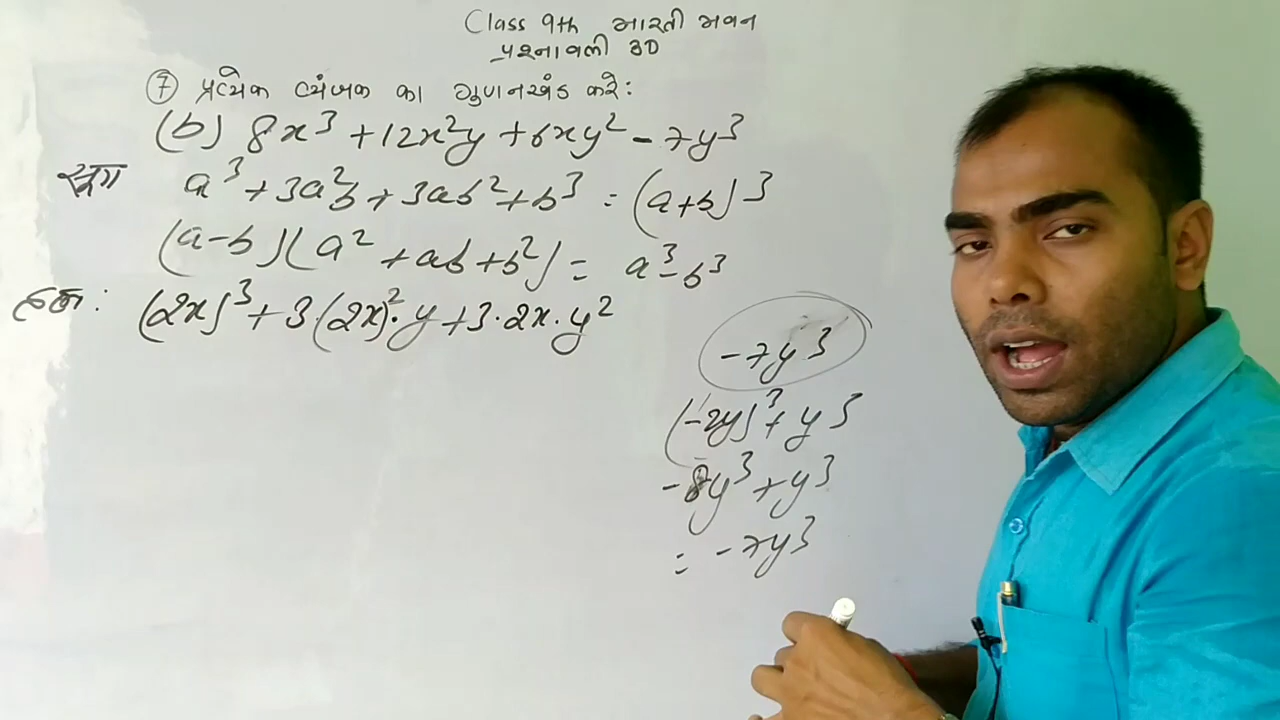 Class 9th भारती भवन
प्रश्नावली 3D
⑦ प्रत्येक व्यंजक का गुणनखंड करें:
(b) 8x³ + 12x²y + 6xy² - 7y³
सूत्र a³ + 3a²b + 3ab² + b³ = (a+b)³
(a-b)(a² + ab + b²) = a³-b³
हल: (2x)³ + 3·(2x)²·y + 3·2x·y²
-7y³
(-2y)³ + y³
-8y³ + y³
= -7y³